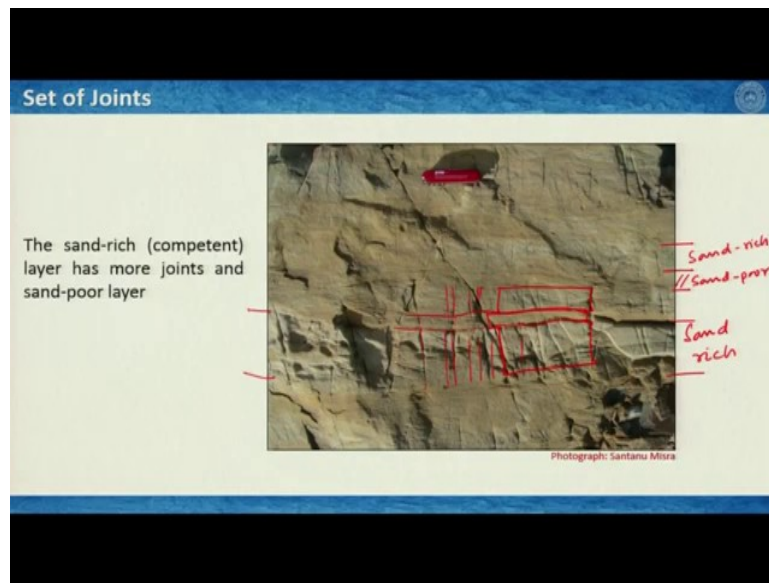 Set of Joints
The sand-rich (competent)
layer has more joints and
sand-poor layer
Sand-rich
// Sand-poor
Sand
rich
Photograph: Santanu Misra